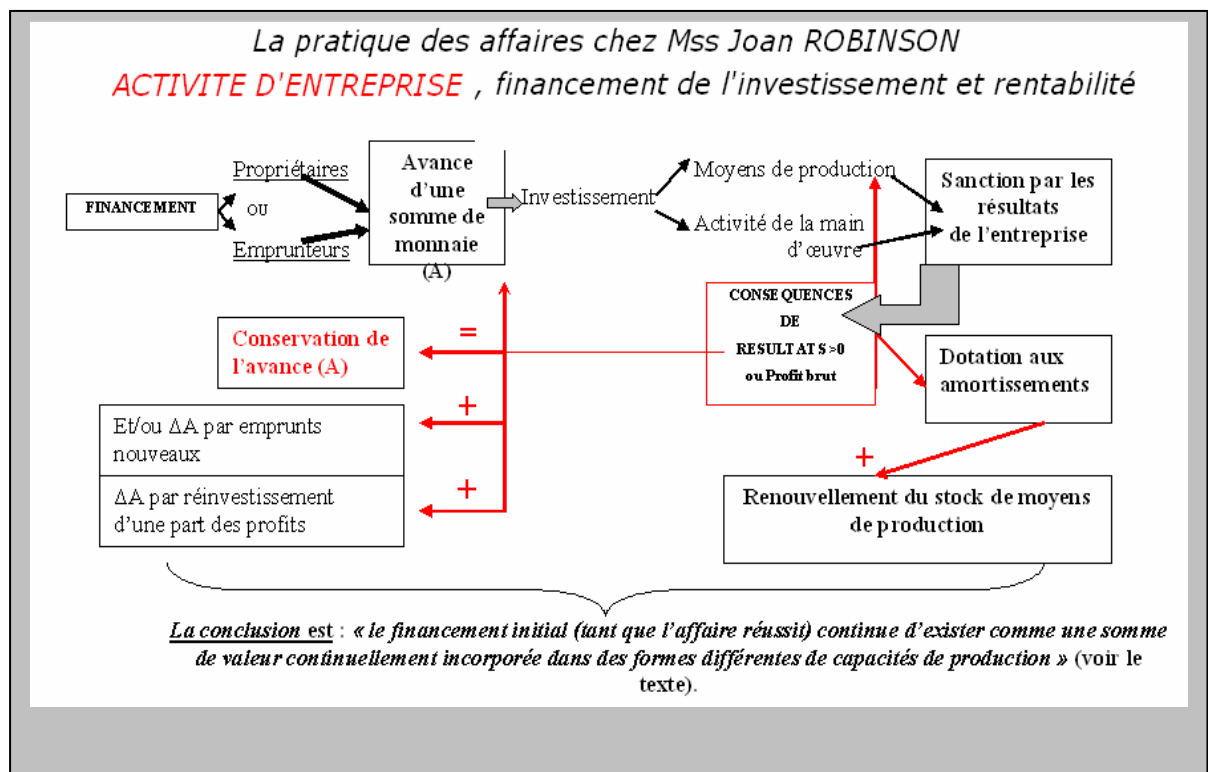 La pratique des affaires chez Mss Joan ROBINSON
ACTIVITE D'ENTREPRISE , financement de l'investissement et rentabilité
FINANCEMENT
Propriétaires
ou
Emprunteurs
Avance
d’une
somme de
monnaie
(A)
Investissement
Moyens de production
Activité de la main
d’œuvre
Sanction par les
résultats
de l’entreprise
CONSEQUENCES
DE
RESULTATS >0
ou Profit brut
Dotation aux
amortissements
+
Renouvellement du stock de moyens
de production
=
Conservation de
l’avance (A)
+
Et/ou ΔA par emprunts
nouveaux
+
ΔA par réinvestissement
d’une part des profits
La conclusion est : « le financement initial (tant que l’affaire réussit) continue d’exister comme une somme
de valeur continuellement incorporée dans des formes différentes de capacités de production » (voir le
texte).